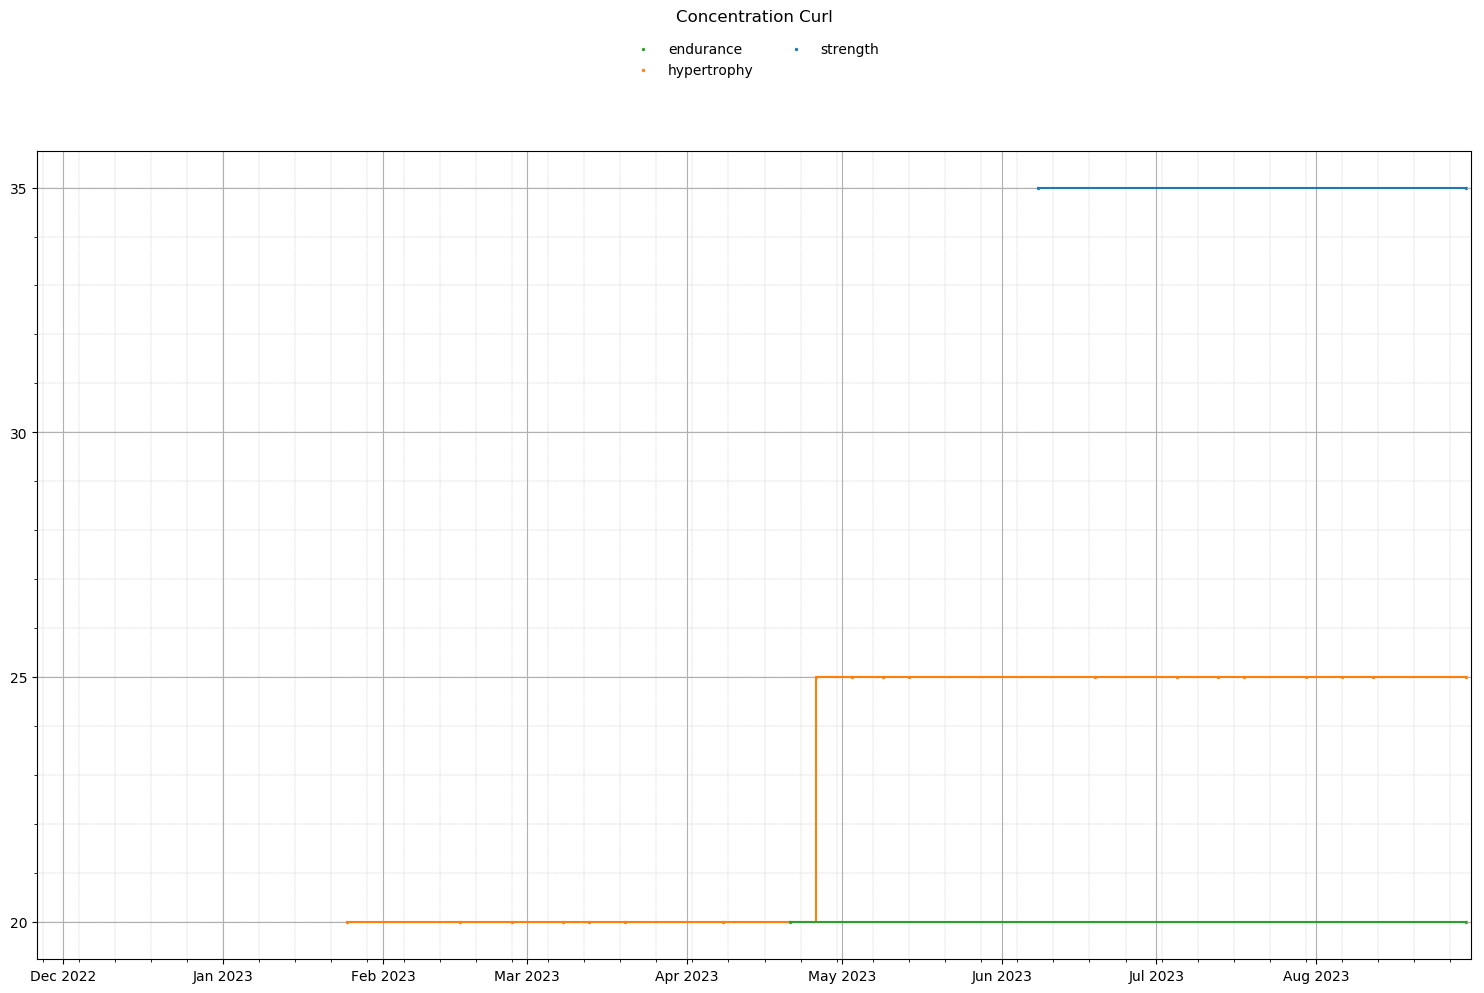 Concentration Curl
endurance strength
hypertrophy
35
30
25
20
Dec 2022 Jan 2023 Feb 2023 Mar 2023 Apr 2023 May 2023 Jun 2023 Jul 2023 Aug 2023